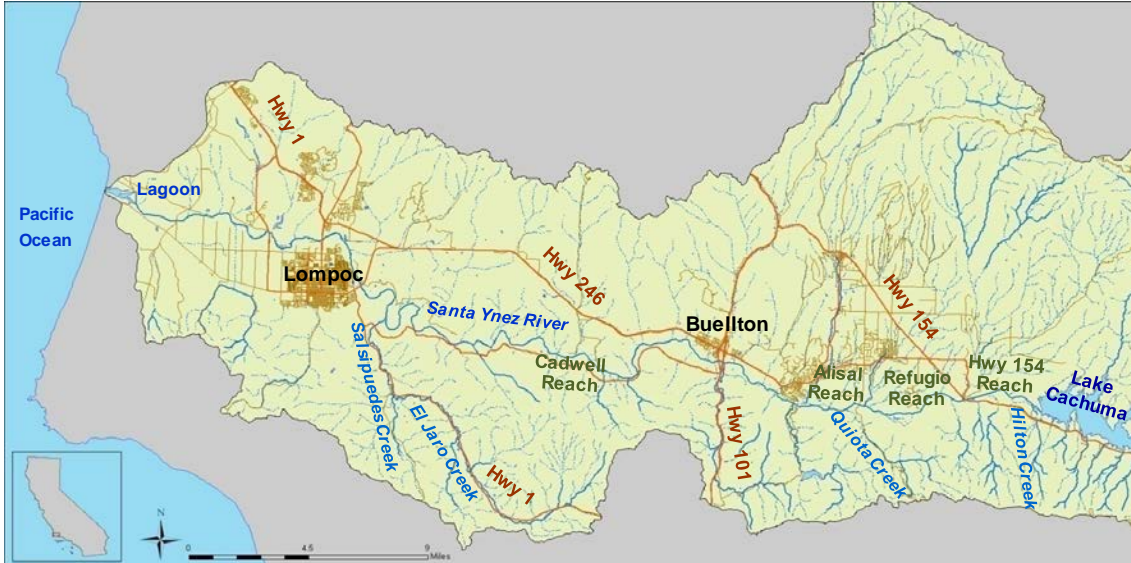 Hwy 1
Lagoon
Pacific
Ocean
Lompoc
Hwy 246
Hwy 154
Santa Ynez River
Buellton
Salsipuedes Creek
Cadwell
Reach
Alisal
Reach
Refugio
Reach
Hwy 154
Reach
Lake
Cachuma
El Jaro Creek
Hwy 101
Quiota Creek
Hilton Creek
Hwy 1
N
0
4.5
9
Miles